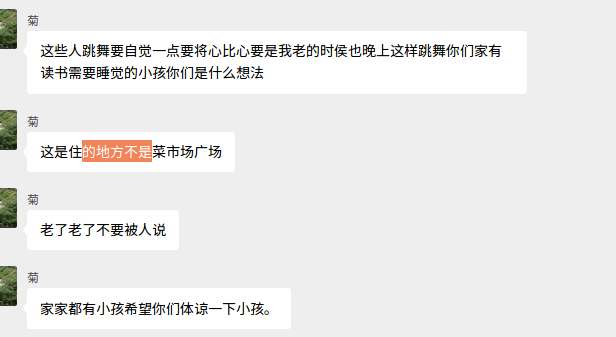 菊
这些人跳舞要自觉一点要将心比心要是我老的时侯也晚上这样跳舞你们家有
读书需要睡觉的小孩你们是什么想法
菊
这是住的地方不是菜市场广场
菊
老了老了不要被人说
菊
家家都有小孩希望你们体谅一下小孩。